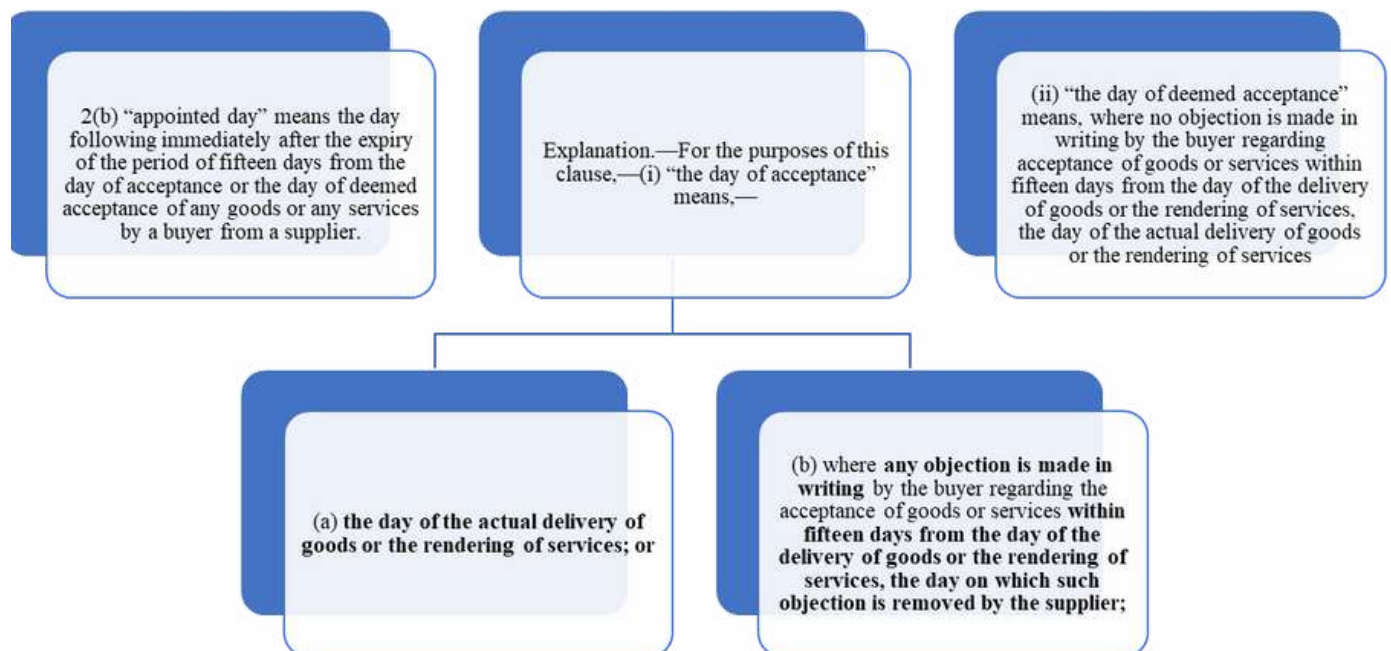 2(b) “appointed day” means the day
following immediately after the expiry
of the period of fifteen days from the
day of acceptance or the day of deemed
acceptance of any goods or any services
by a buyer from a supplier.
Explanation.—For the purposes of this
clause,—(i) “the day of acceptance”
means,—
(ii) “the day of deemed acceptance”
means, where no objection is made in
writing by the buyer regarding
acceptance of goods or services within
fifteen days from the day of the delivery
of goods or the rendering of services,
the day of the actual delivery of goods
or the rendering of services
(a) the day of the actual delivery of
goods or the rendering of services; or
(b) where any objection is made in
writing by the buyer regarding the
acceptance of goods or services within
fifteen days from the day of the
delivery of goods or the rendering of
services, the day on which such
objection is removed by the supplier;